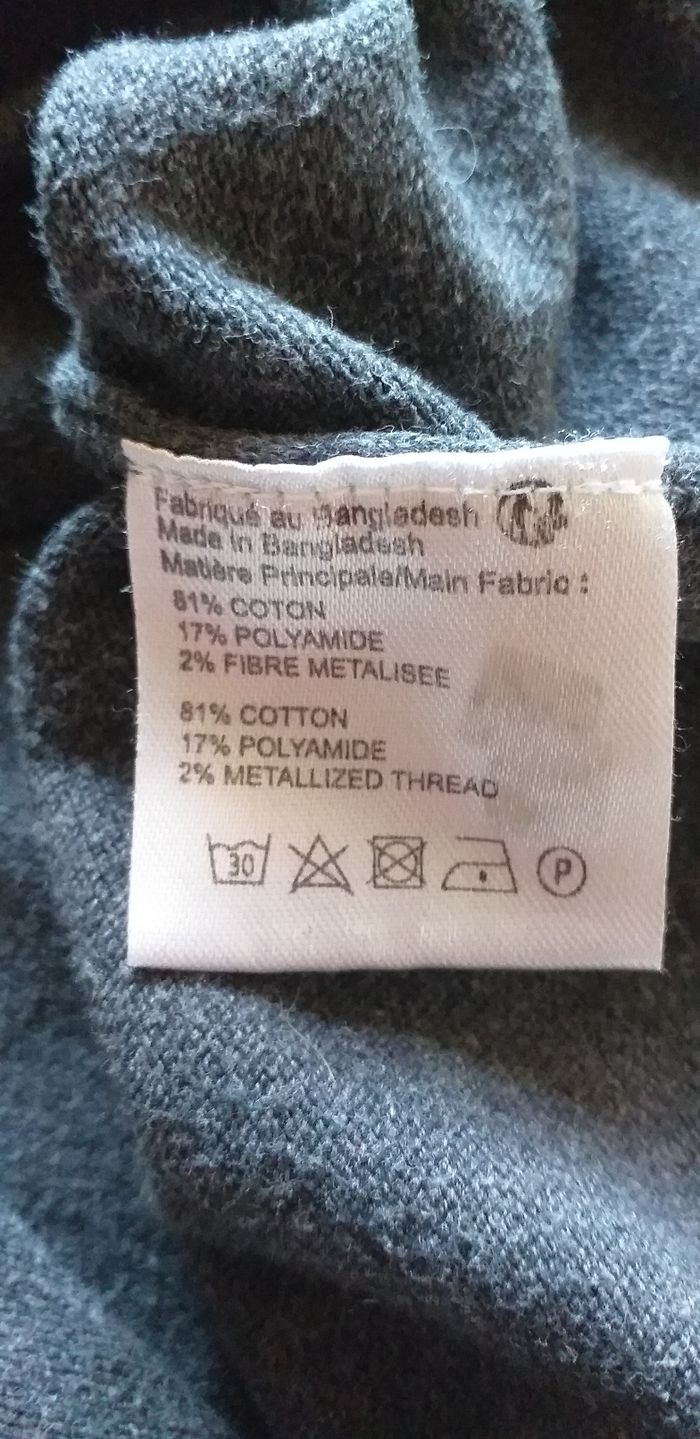 Fabriqué au Bangladesh
Made in Bangladesh
Matière Principale/Main Fabric :
81% COTON
17% POLYAMIDE
2% FIBRE METALISEE
81% COTTON
17% POLYAMIDE
2% METALLIZED THREAD
30
P